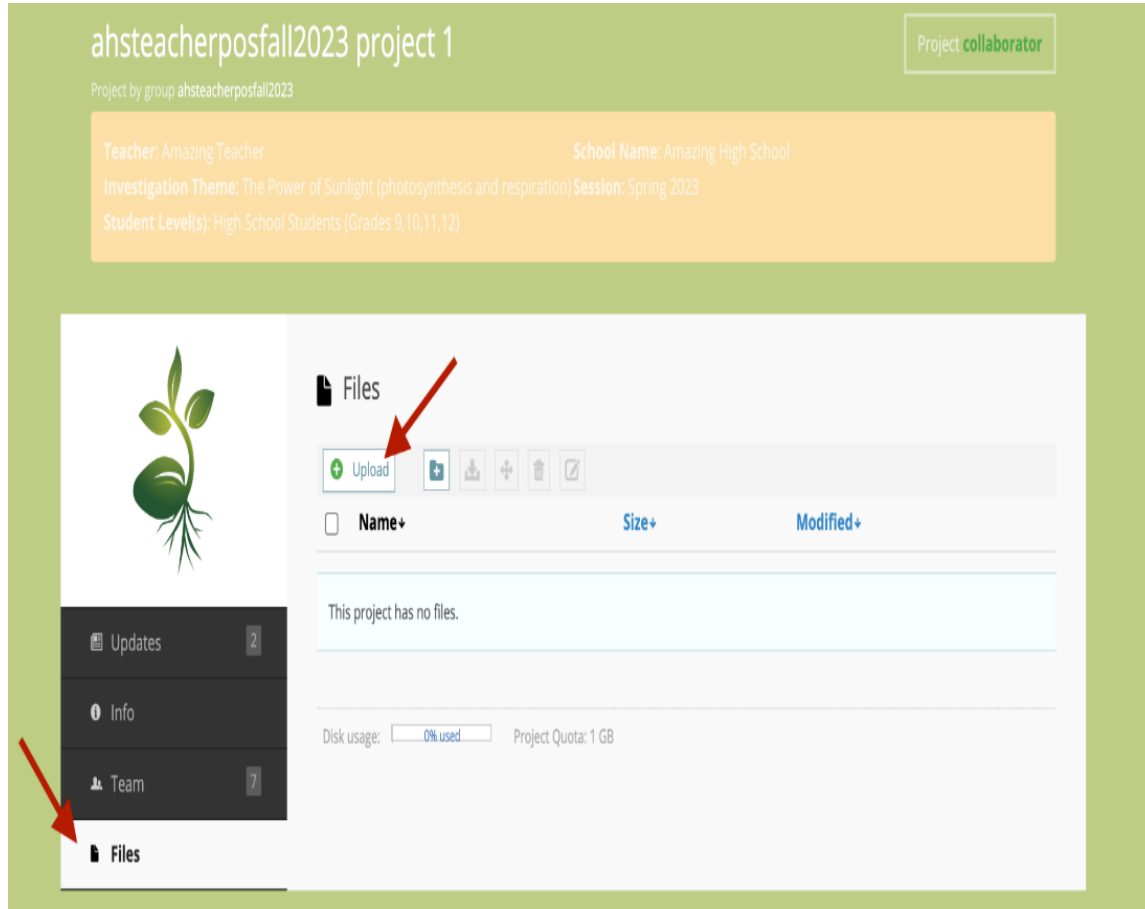 ahsteacherposfall2023 project 1
Project collaborator
Project by group ahsteacherposfall2023
Teacher: Amazing Teacher
School Name: Amazing High School
Investigation Theme: The Power of Sunlight (photosynthesis and respiration)
Session: Spring 2023
Student Level(s): High School Students (Grades 9,10,11,12)
Files
Upload
Name
Size
Modified
This project has no files.
Disk usage: 0% used Project Quota: 1 GB
Updates 2
Info
Team 7
Files